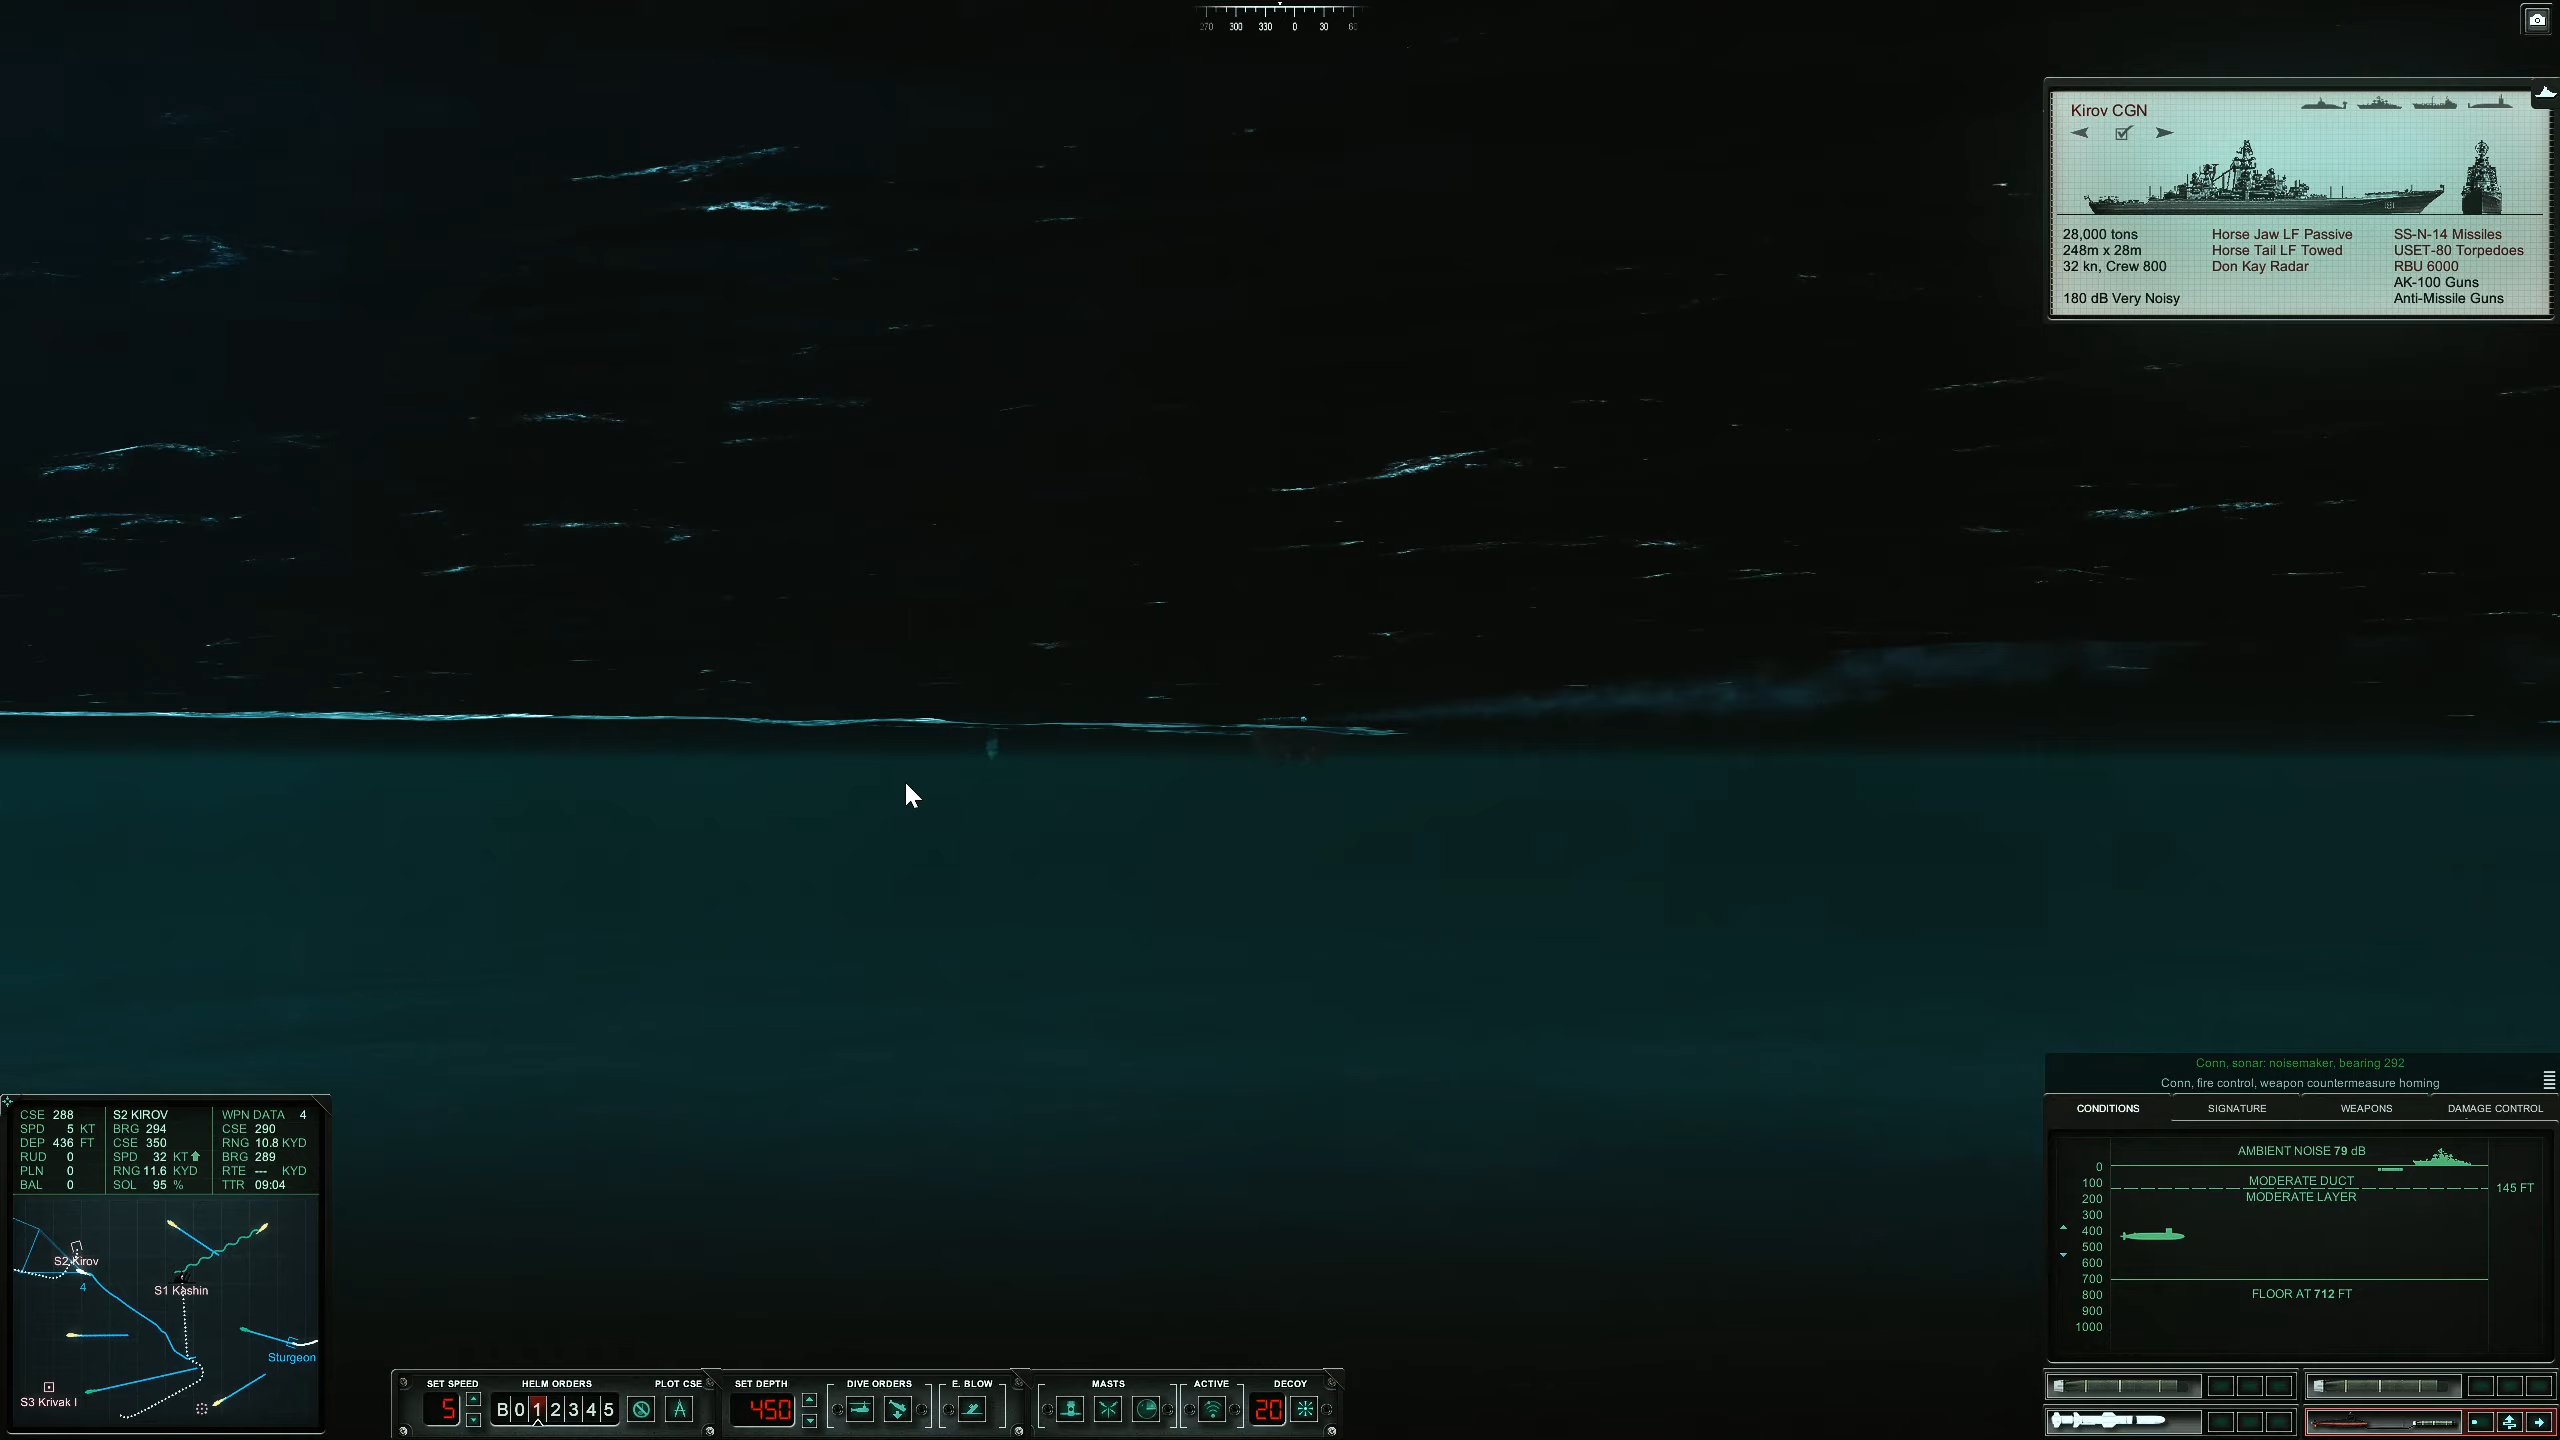 270 300 330 0 30 60
Kirov CGN
28,000 tons
248m x 28m
32 kn, Crew 800
180 dB Very Noisy
Horse Jaw LF Passive
Horse Tail LF Towed
Don Kay Radar
SS-N-14 Missiles
USET-80 Torpedoes
RBU 6000
AK-100 Guns
Anti-Missile Guns
Conn, sonar: noisemaker, bearing 292
Conn, fire control, weapon countermeasure homing
CONDITIONS SIGNATURE WEAPONS DAMAGE CONTROL
AMBIENT NOISE 79 dB
MODERATE DUCT
MODERATE LAYER
145 FT
0
100
200
300
400
500
600
700
800
900
1000
FLOOR AT 712 FT
CSE 288
SPD 5 KT
DEP 436 FT
RUD 0
PLN 0
BAL 0
S2 KIROV
BRG 294
CSE 350
SPD 32 KT
RNG 11.6 KYD
SOL 95 %
WPN DATA 4
CSE 290
RNG 10.8 KYD
BRG 289
RTE --- KYD
TTR 09:04
S2 Kirov
4
S1 Kashin
Sturgeon
S3 Krivak I
SET SPEED HELM ORDERS PLOT CSE SET DEPTH DIVE ORDERS E. BLOW MASTS ACTIVE DECOY
5 B 0 1 2 3 4 5 450 20